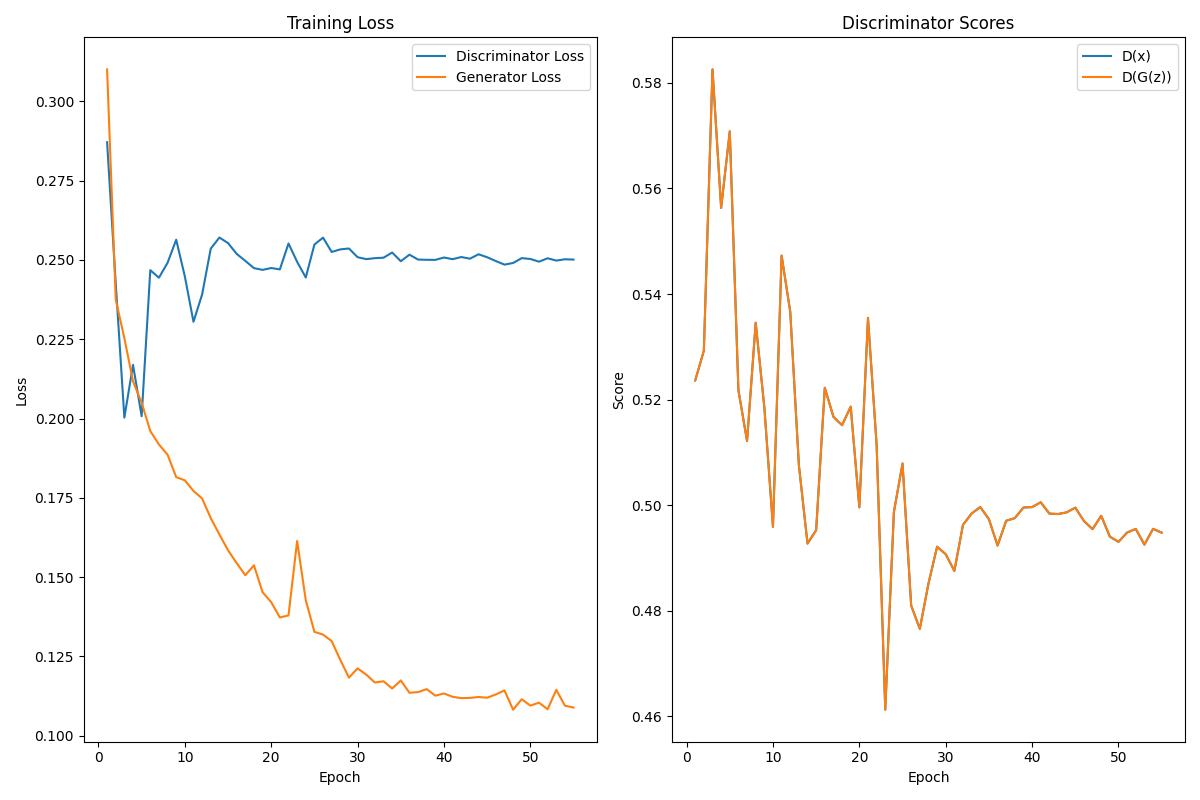 Training Loss
Discriminator Loss
Generator Loss
0.300
0.275
0.250
0.225
0.200
0.175
0.150
0.125
0.100
Loss
0 10 20 30 40 50
Epoch
Discriminator Scores
D(x)
D(G(z))
0.58
0.56
0.54
0.52
0.50
0.48
0.46
Score
0 10 20 30 40 50
Epoch